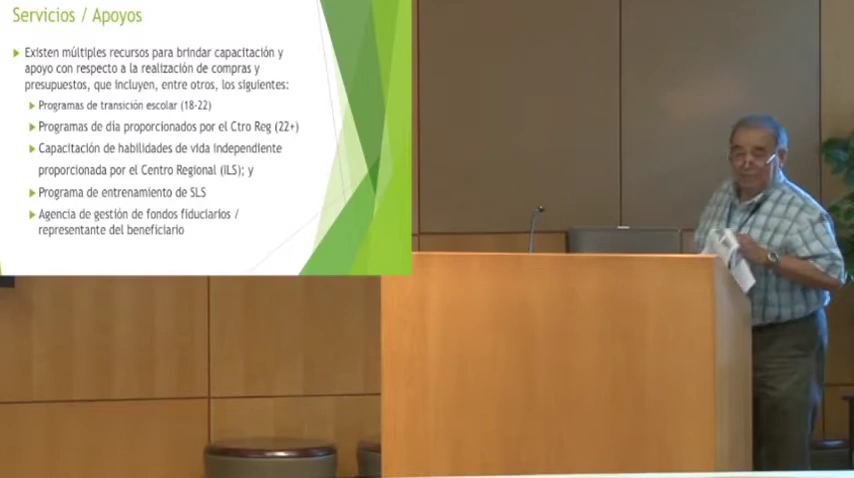 Servicios / Apoyos
Existen múltiples recursos para brindar capacitación y
apoyo con respecto a la realización de compras y
presupuestos, que incluyen, entre otros, los siguientes:
Programas de transición escolar (18-22)
Programas de día proporcionados por el Ctro Reg (22+)
Capacitación de habilidades de vida independiente
proporcionada por el Centro Regional (ILS); y
Programa de entrenamiento de SLS
Agencia de gestión de fondos fiduciarios /
representante del beneficiario